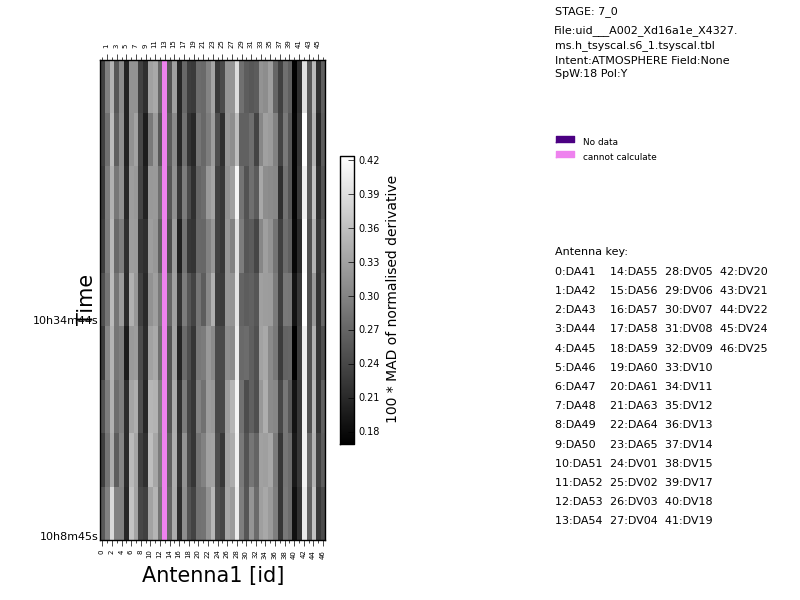 STAGE: 7_0
File:uid___A002_Xd16a1e_X4327.
ms.h_tsyscal.s6_1.tsyscal.tbl
Intent:ATMOSPHERE Field:None
SpW:18 Pol:Y
1 3 5 7 9 11 13 15 17 19 21 23 25 27 29 31 33 35 37 39 41 43 45
No data
cannot calculate
0.42
0.39
0.36
0.33
0.30
0.27
0.24
0.21
0.18
100 * MAD of normalised derivative
Time
10h34m44s
10h8m45s
0 2 4 6 8 10 12 14 16 18 20 22 24 26 28 30 32 34 36 38 40 42 44 46
Antenna1 [id]
Antenna key:
0:DA41 14:DA55 28:DV05 42:DV20
1:DA42 15:DA56 29:DV06 43:DV21
2:DA43 16:DA57 30:DV07 44:DV22
3:DA44 17:DA58 31:DV08 45:DV24
4:DA45 18:DA59 32:DV09 46:DV25
5:DA46 19:DA60 33:DV10
6:DA47 20:DA61 34:DV11
7:DA48 21:DA63 35:DV12
8:DA49 22:DA64 36:DV13
9:DA50 23:DA65 37:DV14
10:DA51 24:DV01 38:DV15
11:DA52 25:DV02 39:DV17
12:DA53 26:DV03 40:DV18
13:DA54 27:DV04 41:DV19